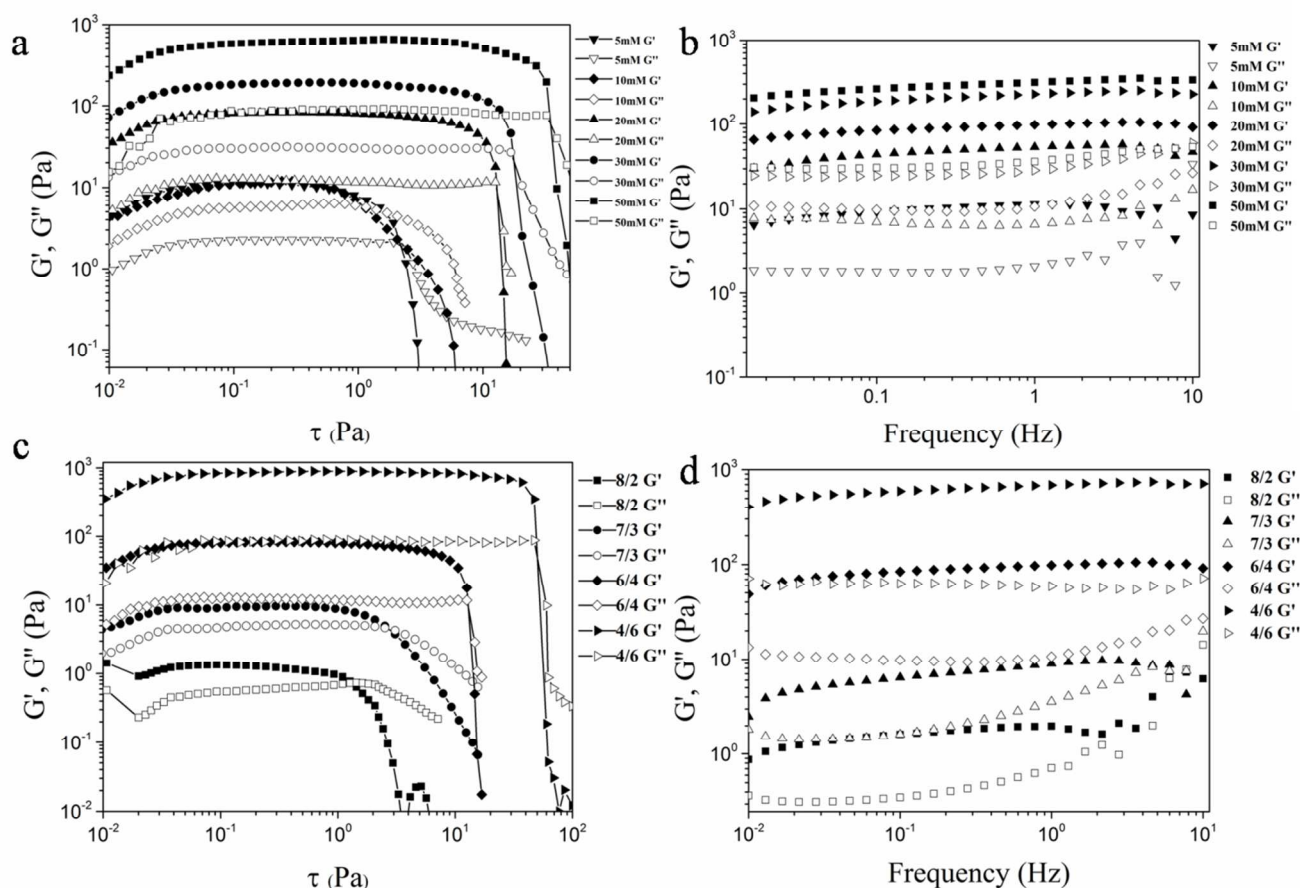 a
10³
10²
10¹
10⁰
10⁻¹
10⁻² 10⁻¹ 10⁰ 10¹
G', G'' (Pa)
τ (Pa)
5mM G'
5mM G''
10mM G'
10mM G''
20mM G'
20mM G''
30mM G'
30mM G''
50mM G'
50mM G''
b
10³
10²
10¹
10⁰
10⁻¹
0.1 1 10
G', G'' (Pa)
Frequency (Hz)
5mM G'
5mM G''
10mM G'
10mM G''
20mM G'
20mM G''
30mM G'
30mM G''
50mM G'
50mM G''
c
10³
10²
10¹
10⁰
10⁻¹
10⁻²
10⁻² 10⁻¹ 10⁰ 10¹ 10²
G', G'' (Pa)
τ (Pa)
8/2 G'
8/2 G''
7/3 G'
7/3 G''
6/4 G'
6/4 G''
4/6 G'
4/6 G''
d
10³
10²
10¹
10⁰
10⁻² 10⁻¹ 10⁰ 10¹
G', G'' (Pa)
Frequency (Hz)
8/2 G'
8/2 G''
7/3 G'
7/3 G''
6/4 G'
6/4 G''
4/6 G'
4/6 G''